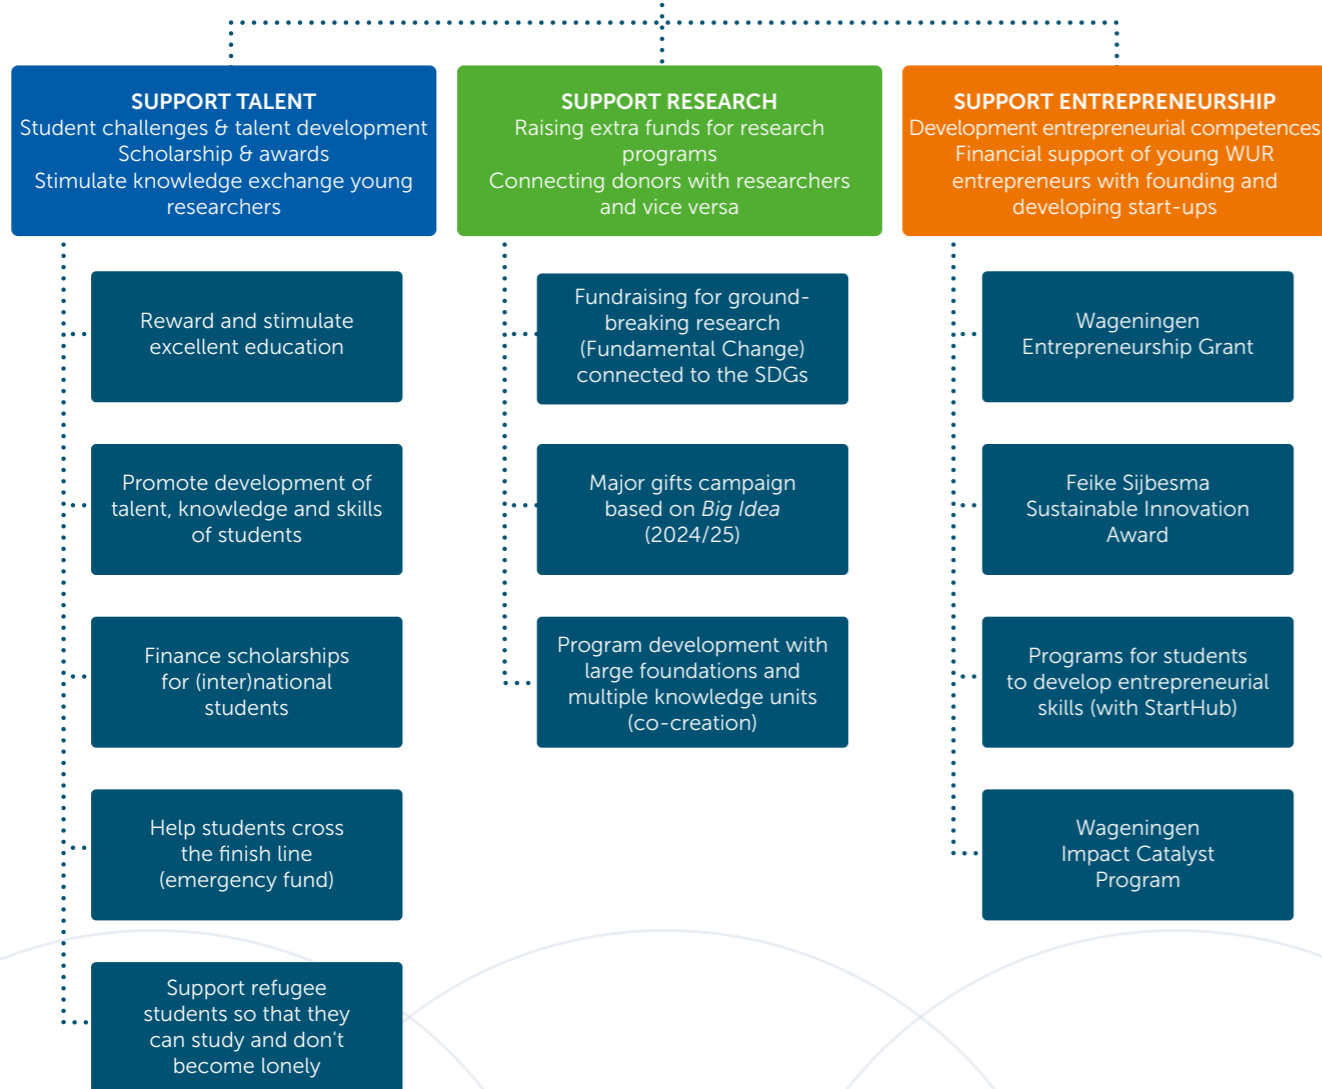 SUPPORT TALENT
Student challenges & talent development
Scholarship & awards
Stimulate knowledge exchange young
researchers
Reward and stimulate
excellent education
Promote development of
talent, knowledge and skills
of students
Finance scholarships
for (inter)national
students
Help students cross
the finish line
(emergency fund)
Support refugee
students so that they
can study and don't
become lonely
SUPPORT RESEARCH
Raising extra funds for research
programs
Connecting donors with researchers
and vice versa
Fundraising for ground-
breaking research
(Fundamental Change)
connected to the SDGs
Major gifts campaign
based on Big Idea
(2024/25)
Program development with
large foundations and
multiple knowledge units
(co-creation)
SUPPORT ENTREPRENEURSHIP
Development entrepreneurial competences
Financial support of young WUR
entrepreneurs with founding and
developing start-ups
Wageningen
Entrepreneurship Grant
Feike Sijbesma
Sustainable Innovation
Award
Programs for students
to develop entrepreneurial
skills (with StartHub)
Wageningen
Impact Catalyst
Program